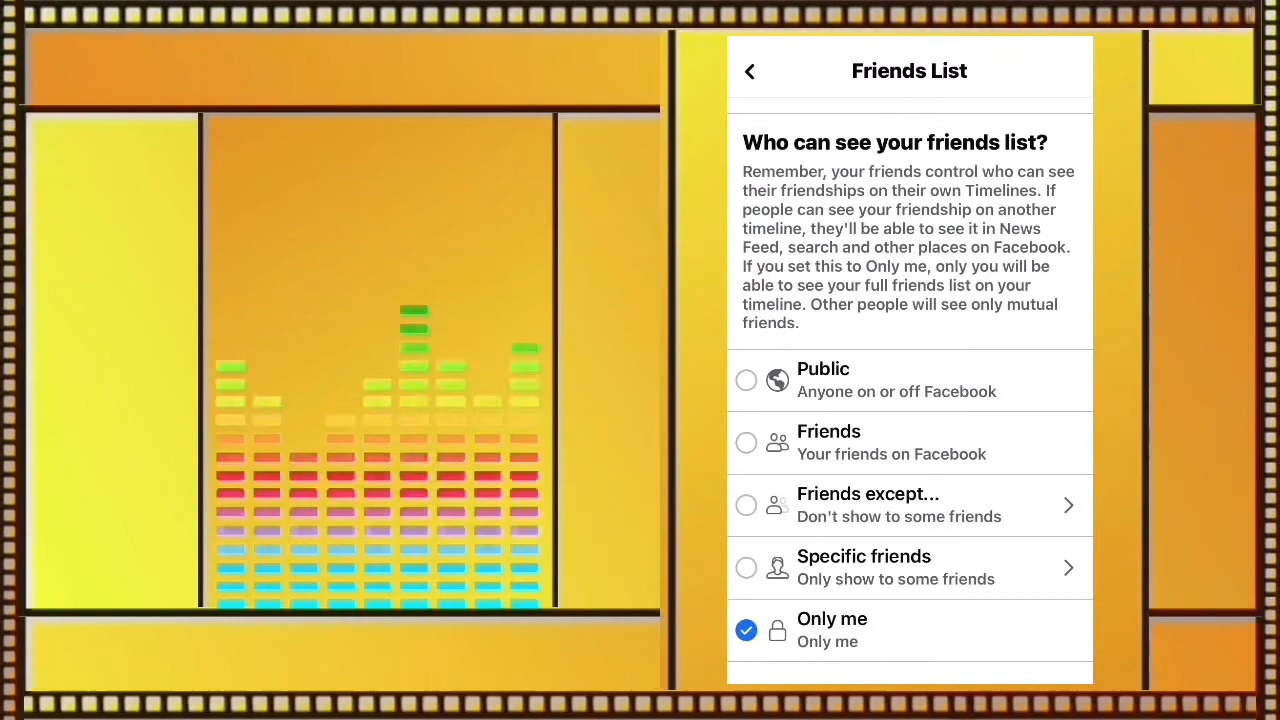 Friends List
Who can see your friends list?
Remember, your friends control who can see
their friendships on their own Timelines. If
people can see your friendship on another
timeline, they'll be able to see it in News
Feed, search and other places on Facebook.
If you set this to Only me, only you will be
able to see your full friends list on your
timeline. Other people will see only mutual
friends.
Public
Anyone on or off Facebook
Friends
Your friends on Facebook
Friends except...
Don't show to some friends
Specific friends
Only show to some friends
Only me
Only me